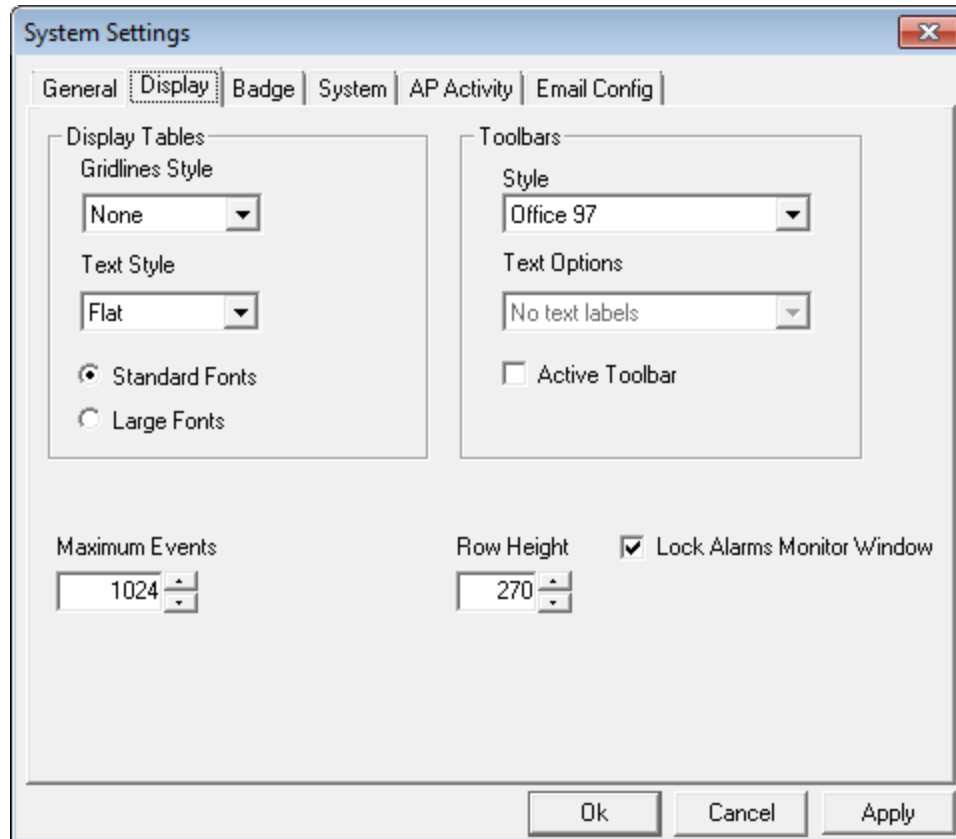 System Settings
General Display Badge System AP Activity Email Config
Display Tables
Gridlines Style
None
Text Style
Flat
Standard Fonts
Large Fonts
Toolbars
Style
Office 97
Text Options
No text labels
Active Toolbar
Maximum Events
1024
Row Height
270
Lock Alarms Monitor Window
Ok Cancel Apply